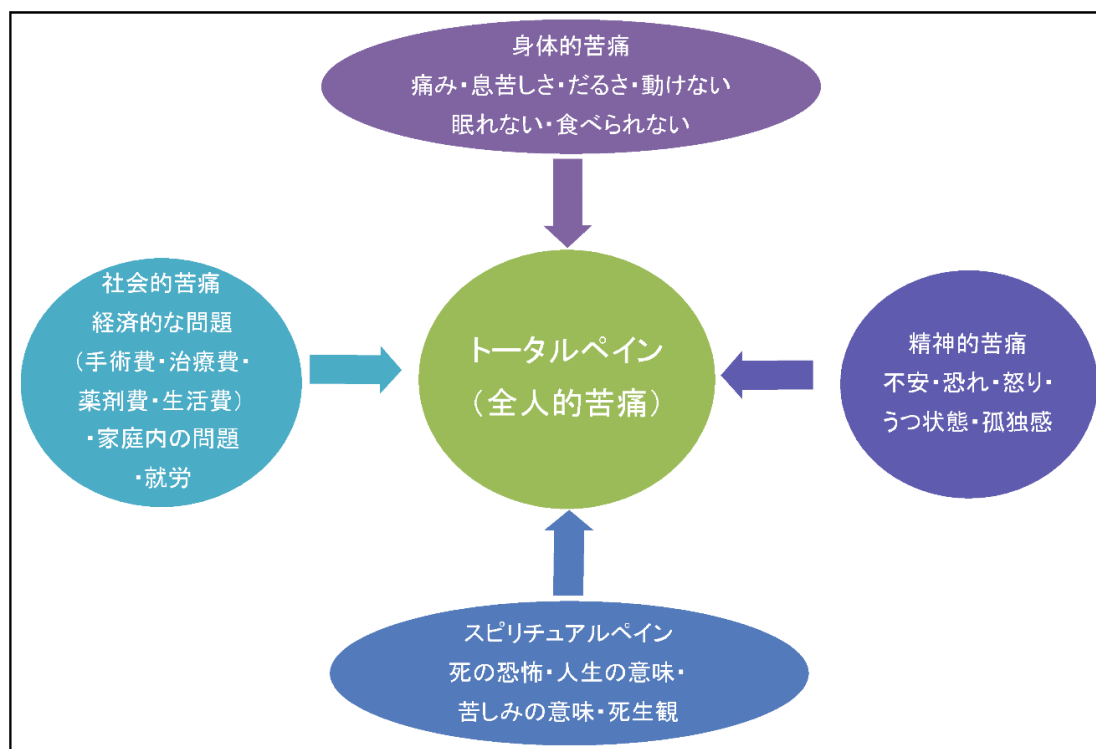 身体的苦痛
痛み・息苦しさ・だるさ・動けない
眠れない・食べられない
社会的苦痛
経済的な問題
(手術費・治療費・
薬剤費・生活費)
・家庭内の問題
・就労
トータルペイン
(全人的苦痛)
精神的苦痛
不安・恐れ・怒り・
うつ状態・孤独感
スピリチュアルペイン
死の恐怖・人生の意味・
苦しみの意味・死生観